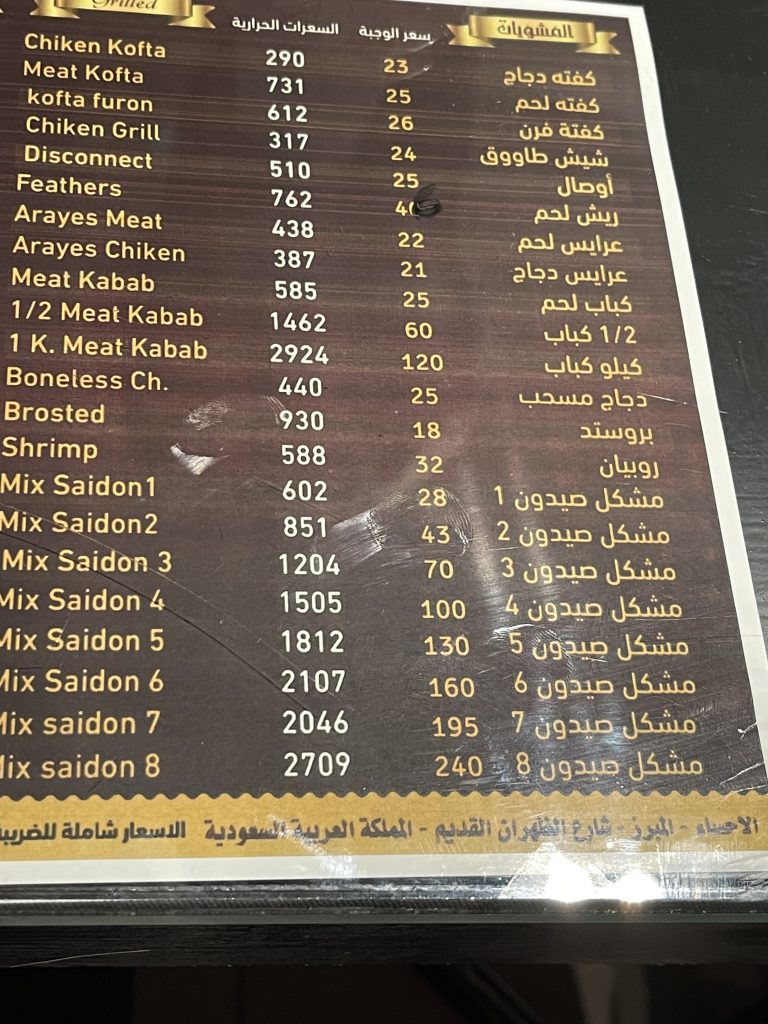 Grilled السعرات الحرارية سعر الوجبة المشويات
Chiken Kofta 290 23 كفته دجاج
Meat Kofta 731 25 كفته لحم
kofta furon 612 26 كفتة فرن
Chiken Grill 317 24 شيش طاووق
Disconnect 510 25 أوصال
Feathers 762 ريش لحم
Arayes Meat 438 22 عرايس لحم
Arayes Chiken 387 21 عرايس دجاج
Meat Kabab 585 25 كباب لحم
1/2 Meat Kabab 1462 60 1/2 كباب
1 K. Meat Kabab 2924 120 كيلو كباب
Boneless Ch. 440 25 دجاج مسحب
Brosted 930 18 بروستد
Shrimp 588 32 روبيان
Mix Saidon1 602 28 مشكل صيدون 1
Mix Saidon2 851 43 مشكل صيدون 2
Mix Saidon 3 1204 70 مشكل صيدون 3
Mix Saidon 4 1505 100 مشكل صيدون 4
Mix Saidon 5 1812 130 مشكل صيدون 5
Mix Saidon 6 2107 160 مشكل صيدون 6
Mix saidon 7 2046 195 مشكل صيدون 7
Mix saidon 8 2709 240 مشكل صيدون 8
الاحساء - المبرز - شارع الظهران القديم - المملكة العربية السعودية الاسعار شاملة للضريبة